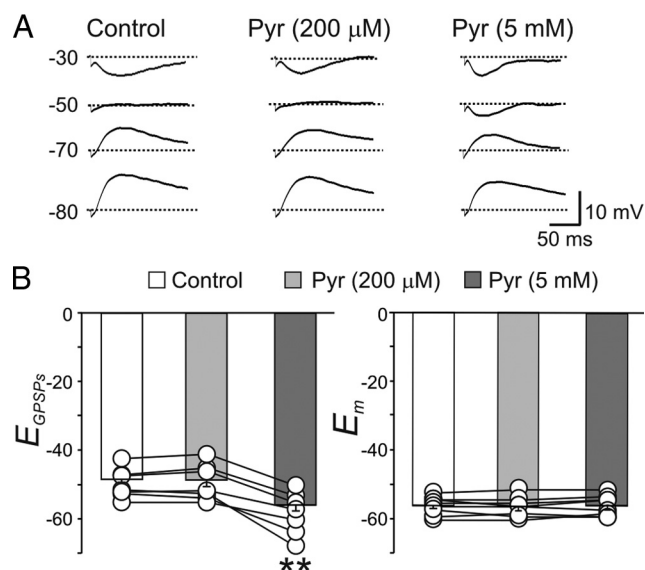 A
Control Pyr (200 μM) Pyr (5 mM)
-30
-50
-70
-80
10 mV
50 ms
B
Control Pyr (200 μM) Pyr (5 mM)
E_GPSPs
0
-20
-40
-60
**
E_m
0
-20
-40
-60